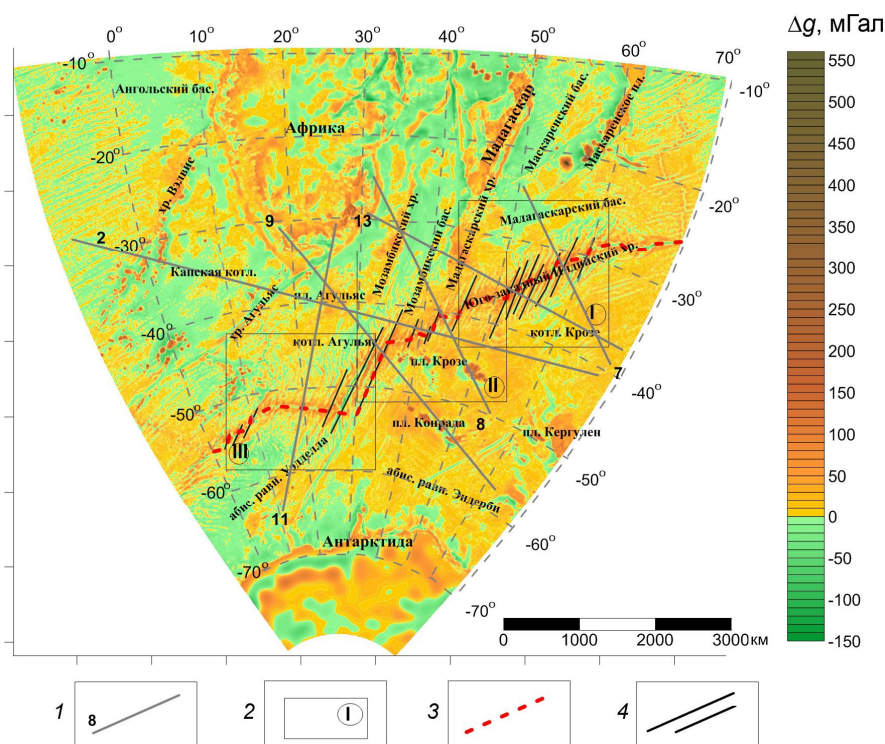 Δg, мГал
0°
10°
20°
30°
40°
50°
60°
70°
-10°
-10°
-20°
-20°
-30°
-30°
-40°
-40°
-50°
-50°
-60°
-60°
-70°
-70°
Ангольский бас.
Африка
Мадагаскар
Маскаренский бас.
Маскаренское пл.
хр. Вэлвис
Мадагаскарский бас.
Мозамбикский хр.
Мозамбикский бас.
Мадагаскарский хр.
Юго-западный Индийский хр.
Капская котл.
хр. Агульяс
пл. Агульяс
котл. Агульяс
пл. Крозе
котл. Крозе
пл. Конрада
пл. Кергулен
абис. равн. Уэдделла
абис. равн. Эндерби
Антарктида
2
9
13
7
8
11
I
II
III
550
500
450
400
350
300
250
200
150
100
50
0
-50
-100
-150
0
1000
2000
3000км
1
8
2
I
3
4